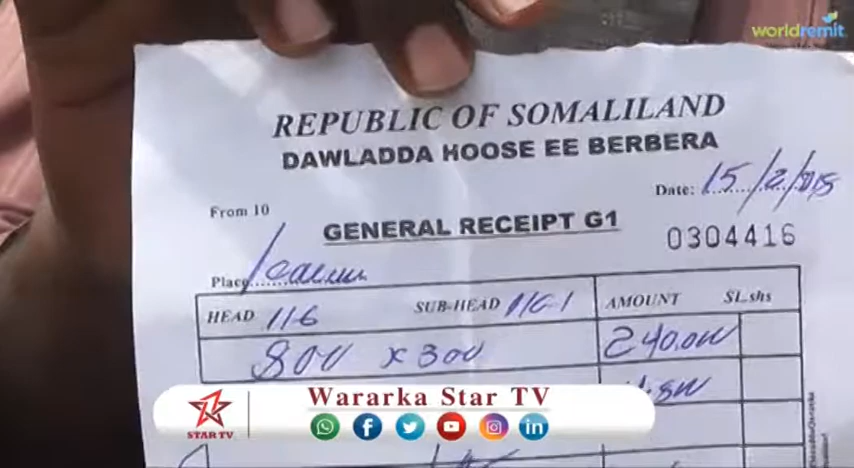 worldremit
REPUBLIC OF SOMALILAND
DAWLADDA HOOSE EE BERBERA
Date: 15/2/2015
From 10
GENERAL RECEIPT G1
0304416
Place
HEAD 116 SUB-HEAD 116-1 AMOUNT SL.shs
800 x 300 240.000
Wararka Star TV
STAR TV